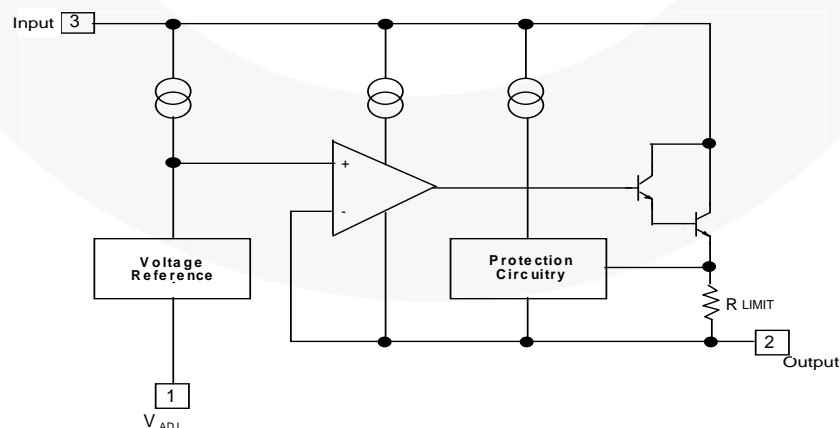 Input 3
+
-
Voltage
Reference
Protection
Circuitry
R LIMIT
2
Output
1
V ADJ